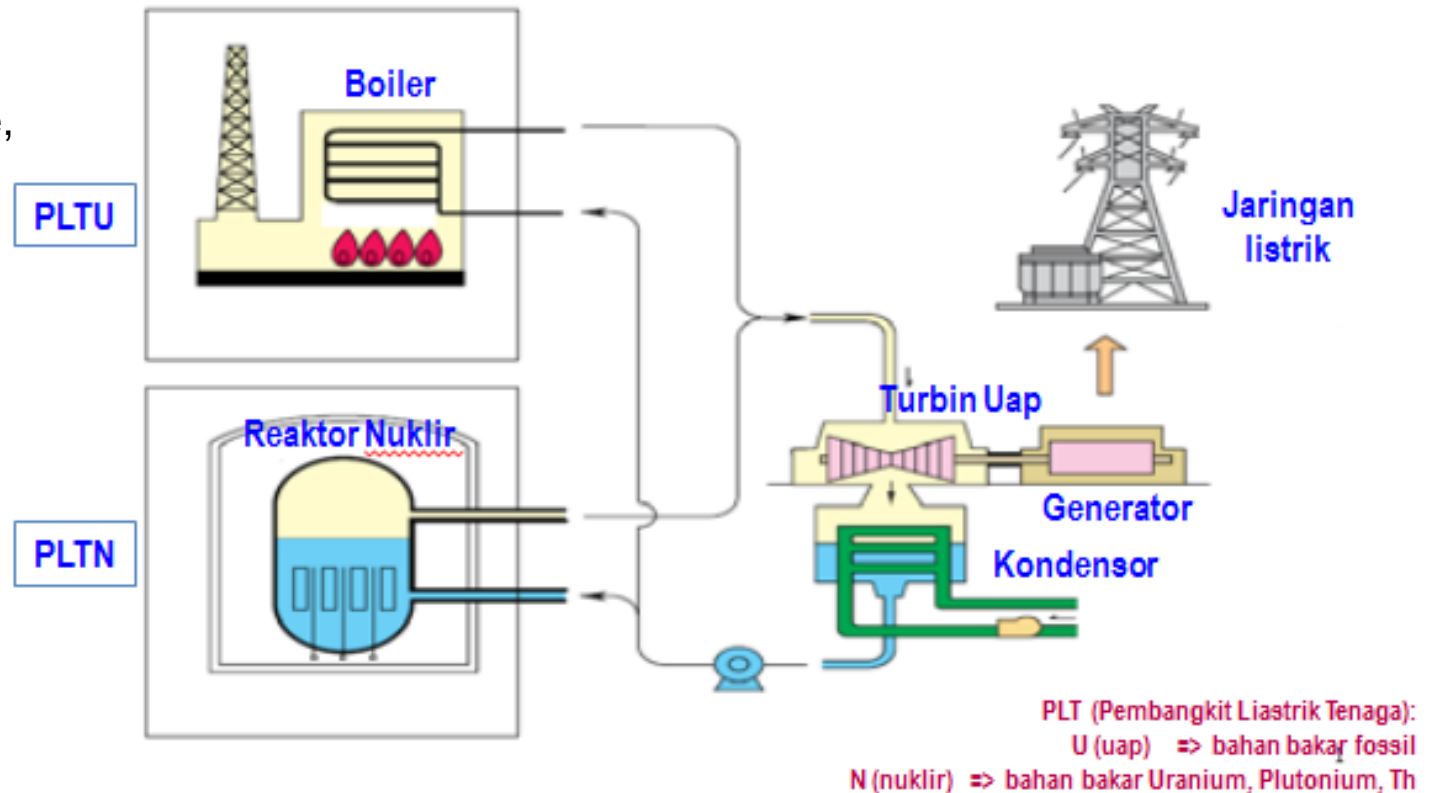 Boiler
,
PLTU
Jaringan
listrik
Turbin Uap
Reaktor Nuklir
Generator
PLTN
Kondensor
PLT (Pembangkit Liastrik Tenaga):
U (uap) => bahan bakar fossil
N (nuklir) => bahan bakar Uranium, Plutonium, Th